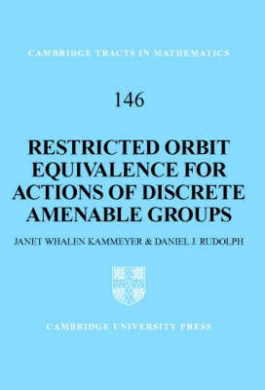 CAMBRIDGE TRACTS IN MATHEMATICS
146
RESTRICTED ORBIT
EQUIVALENCE FOR
ACTIONS OF DISCRETE
AMENABLE GROUPS
JANET WHALEN KAMMEYER & DANIEL J. RUDOLPH
CAMBRIDGE UNIVERSITY PRESS